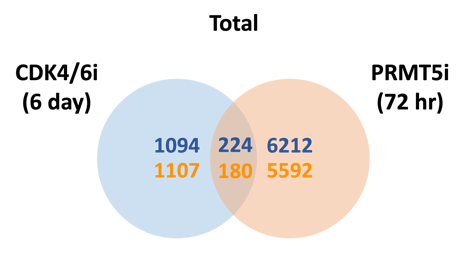 Total
CDK4/6i
(6 day)
PRMT5i
(72 hr)
1094 224 6212
1107 180 5592